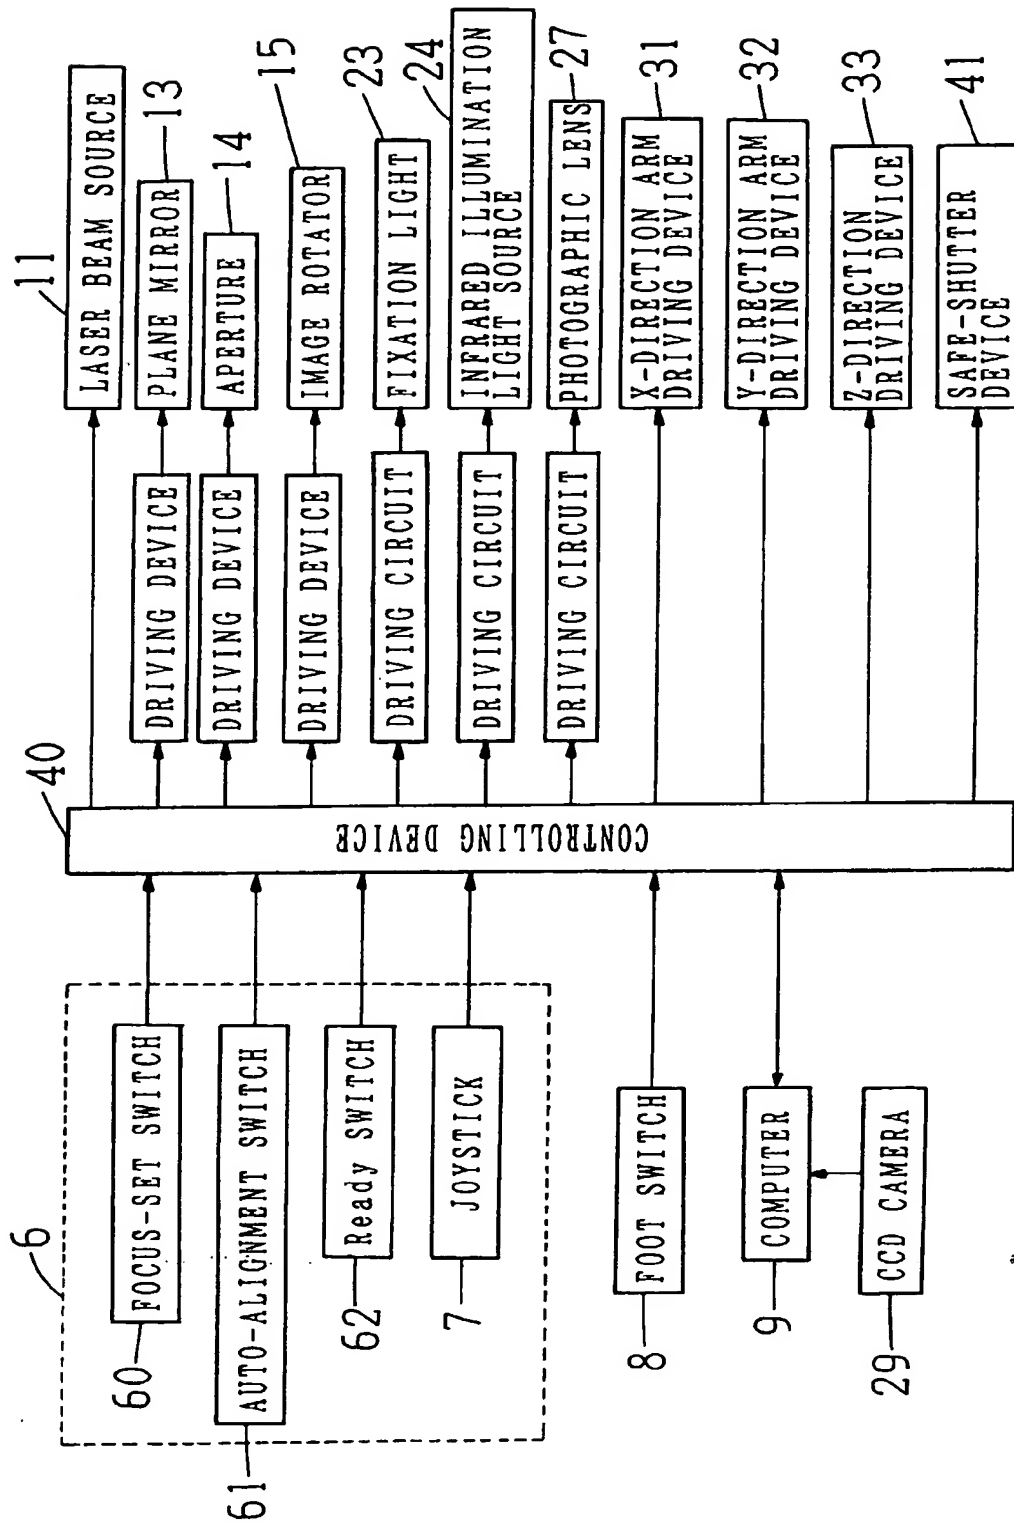 6
60
FOCUS-SET SWITCH
61
AUTO-ALIGNMENT SWITCH
62
Ready SWITCH
7
JOYSTICK
8
FOOT SWITCH
9
COMPUTER
29
CCD CAMERA
40
CONTROLLING DEVICE
11
LASER BEAM SOURCE
DRIVING DEVICE
PLANE MIRROR
13
DRIVING DEVICE
APERTURE
14
DRIVING DEVICE
IMAGE ROTATOR
15
DRIVING CIRCUIT
FIXATION LIGHT
23
DRIVING CIRCUIT
INFRARED ILLUMINATION
LIGHT SOURCE
24
DRIVING CIRCUIT
PHOTOGRAPHIC LENS
27
X-DIRECTION ARM
DRIVING DEVICE
31
Y-DIRECTION ARM
DRIVING DEVICE
32
Z-DIRECTION
DRIVING DEVICE
33
SAFE-SHUTTER
DEVICE
41